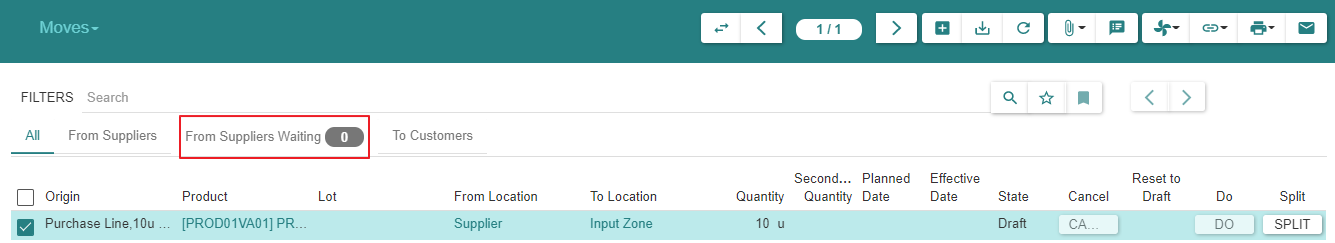 Moves
1 / 1
FILTERS Search
All From Suppliers From Suppliers Waiting 0 To Customers
Origin Product Lot From Location To Location Quantity Second... Quantity Planned Date Effective Date State Cancel Reset to Draft Do Split
Purchase Line,10u ... [PROD01VA01] PR... Supplier Input Zone 10 u Draft CA... DO SPLIT